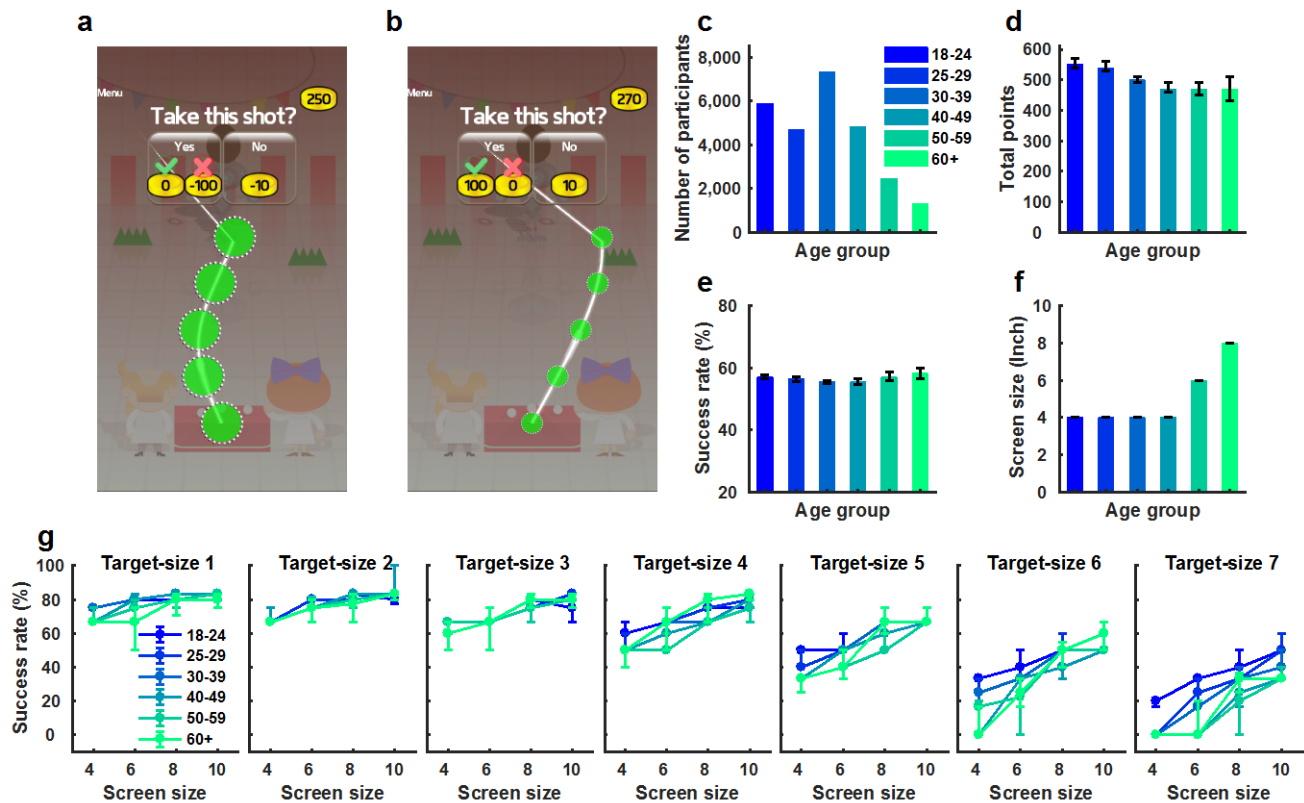 a
Menu
250
Take this shot?
Yes No
0 -100 -10
b
Menu
270
Take this shot?
Yes No
100 0 10
c
Number of participants
8,000
6,000
4,000
2,000
0
18-24
25-29
30-39
40-49
50-59
60+
Age group
d
Total points
600
500
400
300
200
100
0
Age group
e
Success rate (%)
80
60
40
20
Age group
f
Screen size (Inch)
10
8
6
4
2
0
Age group
g
Success rate (%)
100
80
60
40
20
0
Target-size 1
18-24
25-29
30-39
40-49
50-59
60+
4 6 8 10
Screen size
Target-size 2
4 6 8 10
Screen size
Target-size 3
4 6 8 10
Screen size
Target-size 4
4 6 8 10
Screen size
Target-size 5
4 6 8 10
Screen size
Target-size 6
4 6 8 10
Screen size
Target-size 7
4 6 8 10
Screen size